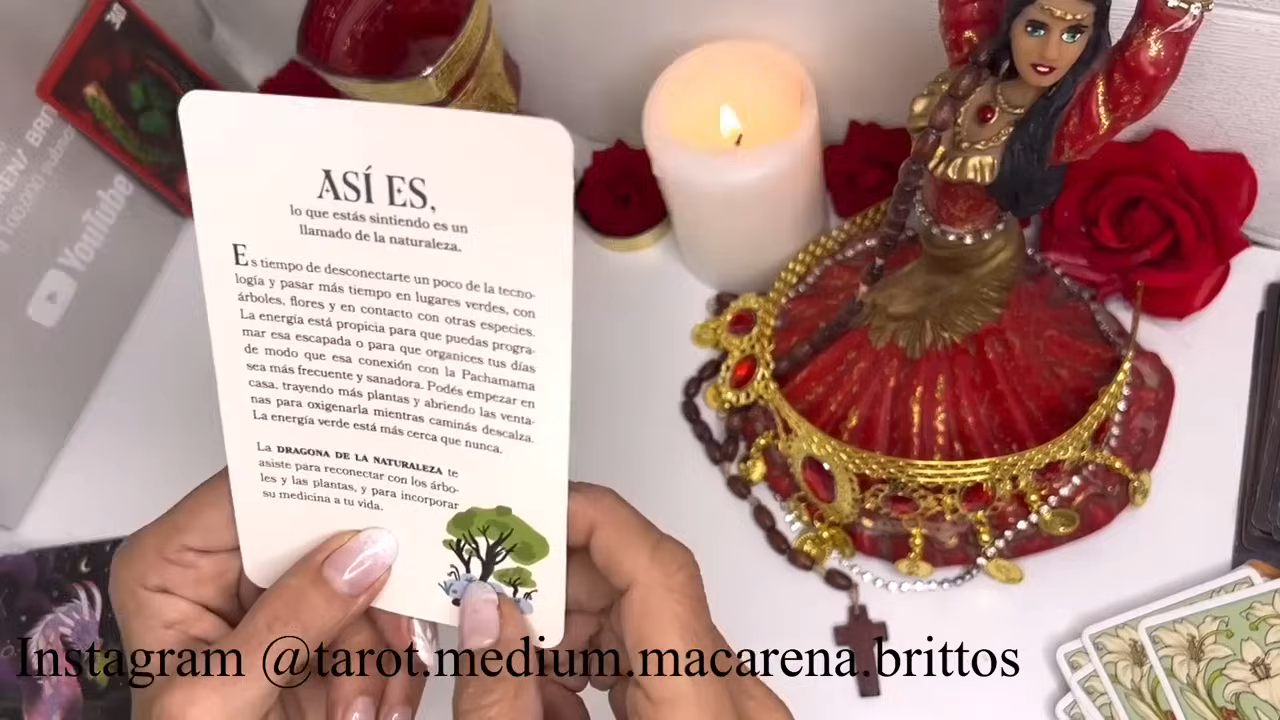 30
YouTube
ASÍ ES,
lo que estás sintiendo es un
llamado de la naturaleza.
Es tiempo de desconectarte un poco de la tecno-
logía y pasar más tiempo en lugares verdes, con
árboles, flores y en contacto con otras especies.
La energía está propicia para que puedas progra-
mar esa escapada o para que organices tus días
de modo que esa conexión con la Pachamama
sea más frecuente y sanadora. Podés empezar en
casa, trayendo más plantas y abriendo las venta-
nas para oxigenarla mientras caminás descalza.
La energía verde está más cerca que nunca.
La DRAGONA DE LA NATURALEZA te
asiste para reconectar con los árbo-
les y las plantas, y para incorporar
su medicina a tu vida.
Instagram @tarot.medium.macarena.brittos